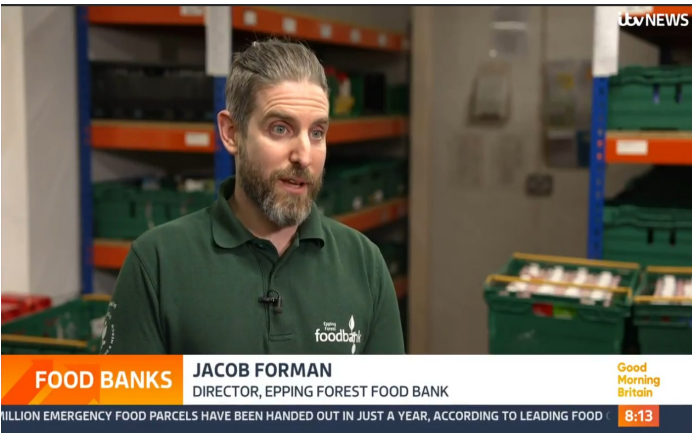 itv NEWS
Epping
Forest
foodbank
FOOD BANKS
JACOB FORMAN
DIRECTOR, EPPING FOREST FOOD BANK
Good
Morning
Britain
MILLION EMERGENCY FOOD PARCELS HAVE BEEN HANDED OUT IN JUST A YEAR, ACCORDING TO LEADING FOOD
8:13